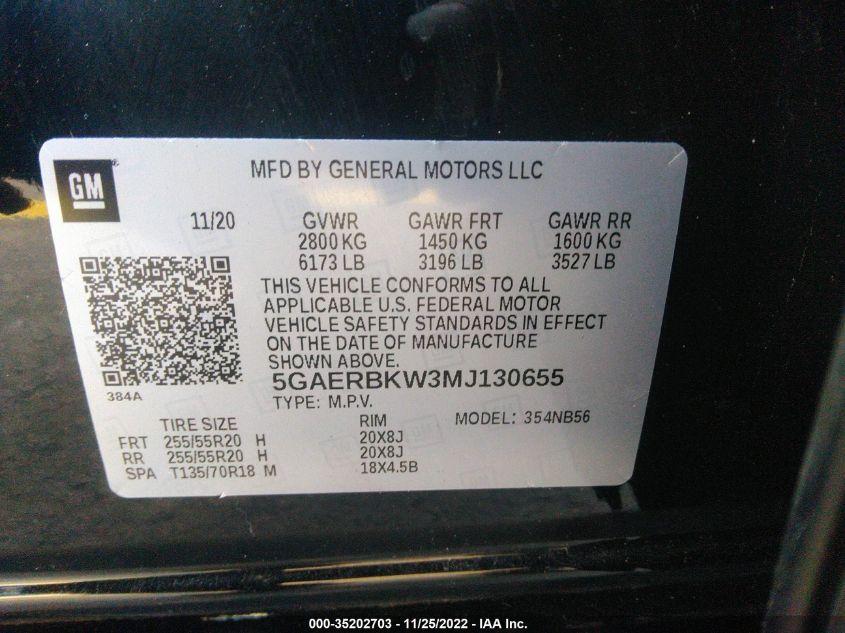 MFD BY GENERAL MOTORS LLC
GM
11/20 GVWR GAWR FRT GAWR RR
2800 KG 1450 KG 1600 KG
6173 LB 3196 LB 3527 LB
THIS VEHICLE CONFORMS TO ALL
APPLICABLE U.S. FEDERAL MOTOR
VEHICLE SAFETY STANDARDS IN EFFECT
ON THE DATE OF MANUFACTURE
SHOWN ABOVE.
5GAERBKW3MJ130655
384A
TYPE: M.P.V.
TIRE SIZE RIM MODEL: 354NB56
FRT 255/55R20 H 20X8J
RR 255/55R20 H 20X8J
SPA T135/70R18 M 18X4.5B
000-35202703 - 11/25/2022 - IAA Inc.